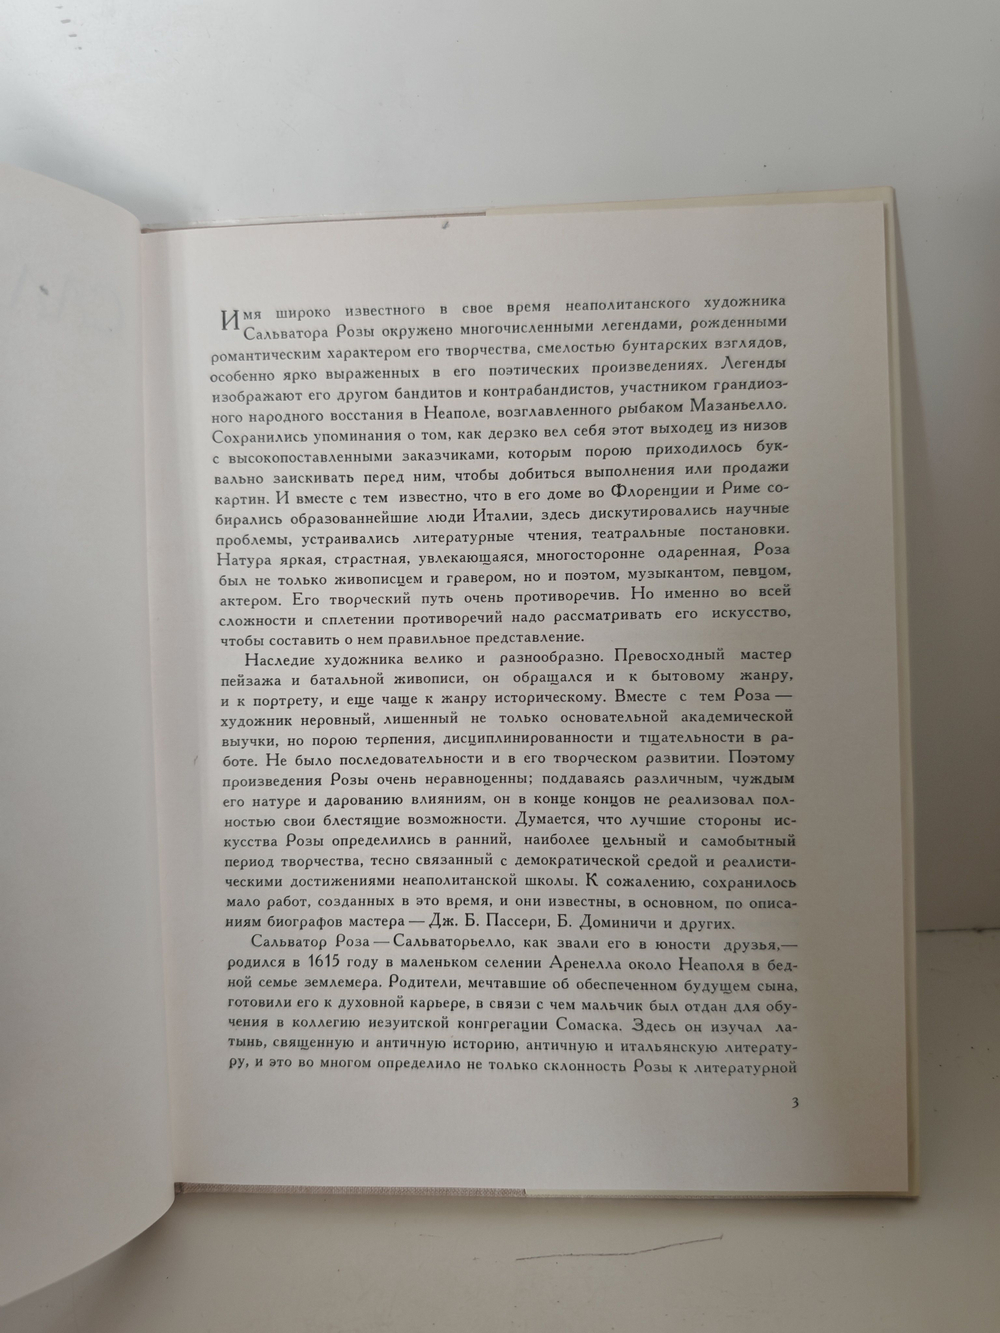 Имя широко известного в свое время неаполитанского художника
Сальватора Розы окружено многочисленными легендами, рожденными
романтическим характером его творчества, смелостью бунтарских взглядов,
особенно ярко выраженных в его поэтических произведениях. Легенды
изображают его другом бандитов и контрабандистов, участником грандиоз-
ного народного восстания в Неаполе, возглавленного рыбаком Мазаньелло.
Сохранились упоминания о том, как дерзко вел себя этот выходец из низов
с высокопоставленными заказчиками, которым порою приходилось бук-
вально заискивать перед ним, чтобы добиться выполнения или продажи
картин. И вместе с тем известно, что в его доме во Флоренции и Риме со-
бирались образованнейшие люди Италии, здесь дискутировались научные
проблемы, устраивались литературные чтения, театральные постановки.
Натура яркая, страстная, увлекающаяся, многосторонне одаренная, Роза
был не только живописцем и гравером, но и поэтом, музыкантом, певцом,
актером. Его творческий путь очень противоречив. Но именно во всей
сложности и сплетении противоречий надо рассматривать его искусство,
чтобы составить о нем правильное представление.
Наследие художника велико и разнообразно. Превосходный мастер
пейзажа и батальной живописи, он обращался и к бытовому жанру,
и к портрету, и еще чаще к жанру историческому. Вместе с тем Роза —
художник неровный, лишенный не только основательной академической
выучки, но порою терпения, дисциплинированности и тщательности в ра-
боте. Не было последовательности и в его творческом развитии. Поэтому
произведения Розы очень неравноценны; поддаваясь различным, чуждым
его натуре и дарованию влияниям, он в конце концов не реализовал пол-
ностью свои блестящие возможности. Думается, что лучшие стороны ис-
кусства Розы определились в ранний, наиболее цельный и самобытный
период творчества, тесно связанный с демократической средой и реалисти-
ческими достижениями неаполитанской школы. К сожалению, сохранилось
мало работ, созданных в это время, и они известны, в основном, по описа-
ниям биографов мастера — Дж. Б. Пассери, Б. Доминичи и других.
Сальватор Роза — Сальваторьелло, как звали его в юности друзья,—
родился в 1615 году в маленьком селении Аренелла около Неаполя в бед-
ной семье землемера. Родители, мечтавшие об обеспеченном будущем сына,
готовили его к духовной карьере, в связи с чем мальчик был отдан для обу-
чения в коллегию иезуитской конгрегации Сомаска. Здесь он изучал ла-
тынь, священную и античную историю, античную и итальянскую литерату-
ру, и это во многом определило не только склонность Розы к литературной
3